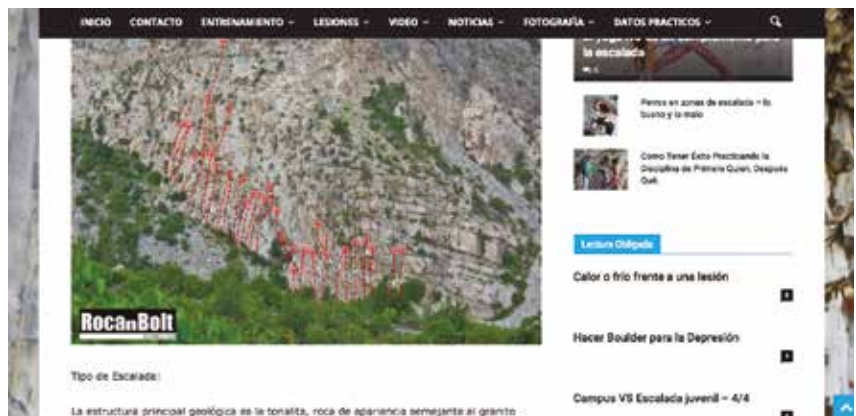 INICIO CONTACTO ENTRENAMIENTO LESIONES VIDEO NOTICIAS FOTOGRAFÍA DATOS PRACTICOS
la escalada
Perros en zonas de escalada – lo
bueno y lo malo
Como Tener Éxito Practicando la
Disciplina de Primero Quien, Después
Qué.
Lectura Obligada
Calor o frío frente a una lesión
Hacer Boulder para la Depresión
Campus VS Escalada juvenil – 4/4
RocanBolt
Tipo de Escalada:
La estructura principal geológica es la tonalita, roca de apariencia semejante al granito